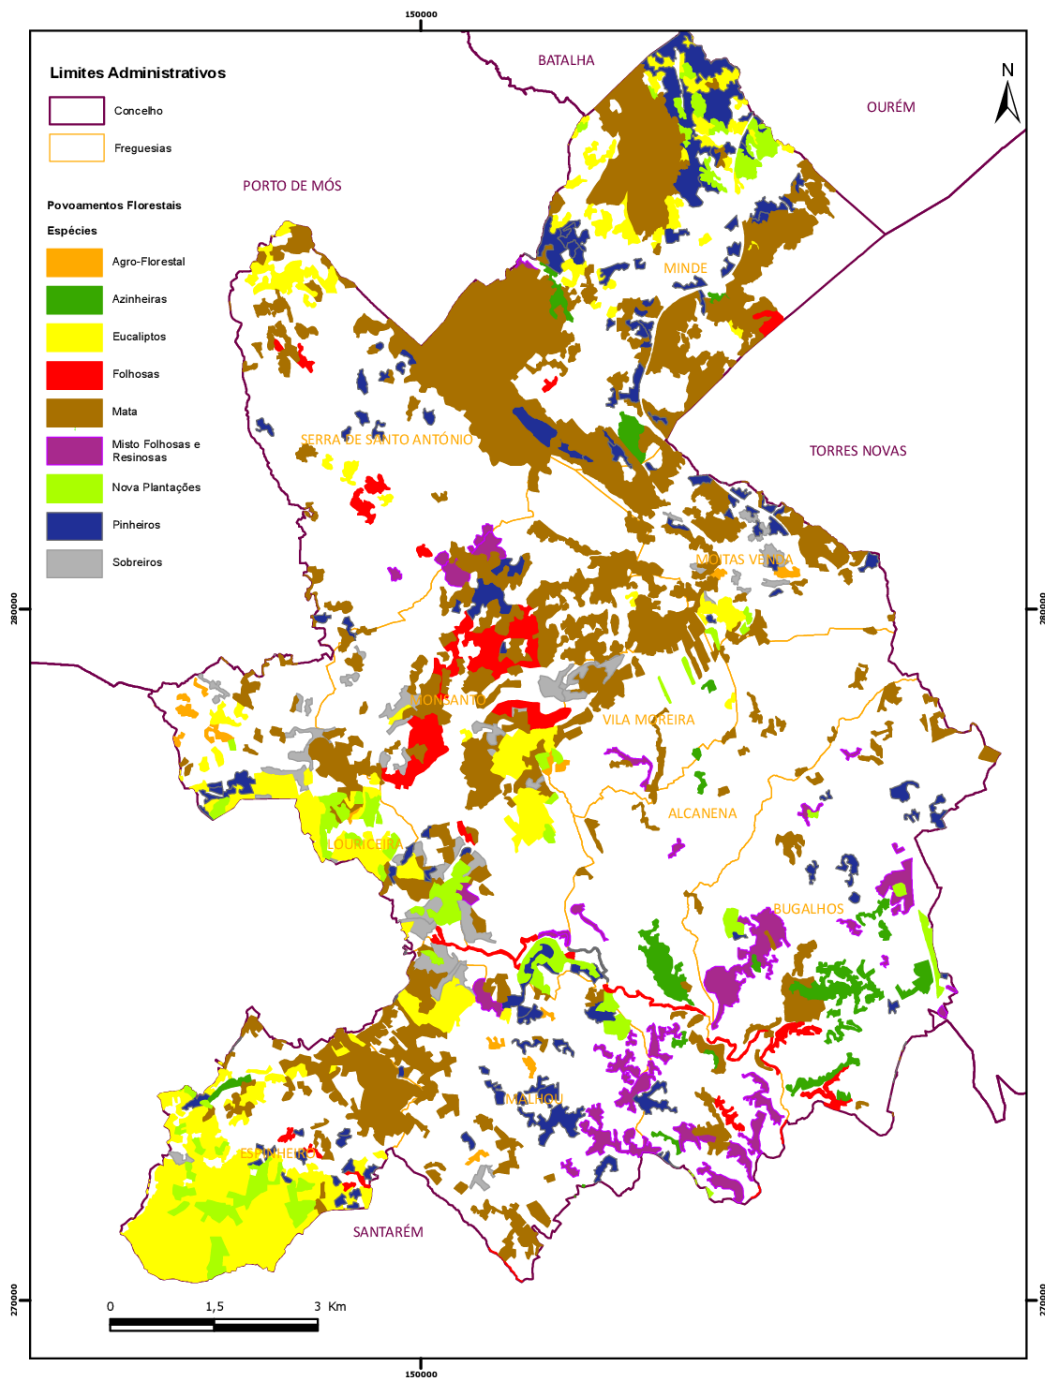 150000
BATALHA
Limites Administrativos
N
Concelho
OURÉM
Freguesias
PORTO DE MÓS
Povoamentos Florestais
Espécies
Agro-Florestal
MINDE
Azinheiras
Eucaliptos
Folhosas
Mata
SERRA DE SANTO ANTÓNIO
Misto Folhosas e
Resinosas
TORRES NOVAS
Nova Plantações
Pinheiros
Sobreiros
MOITAS VENDA
280000
280000
MONSANTO
VILA MOREIRA
ALCANENA
LOURICEIRA
BUGALHOS
MALHOU
ESPINHEIRO
SANTARÉM
270000
270000
0 1,5 3 Km
150000